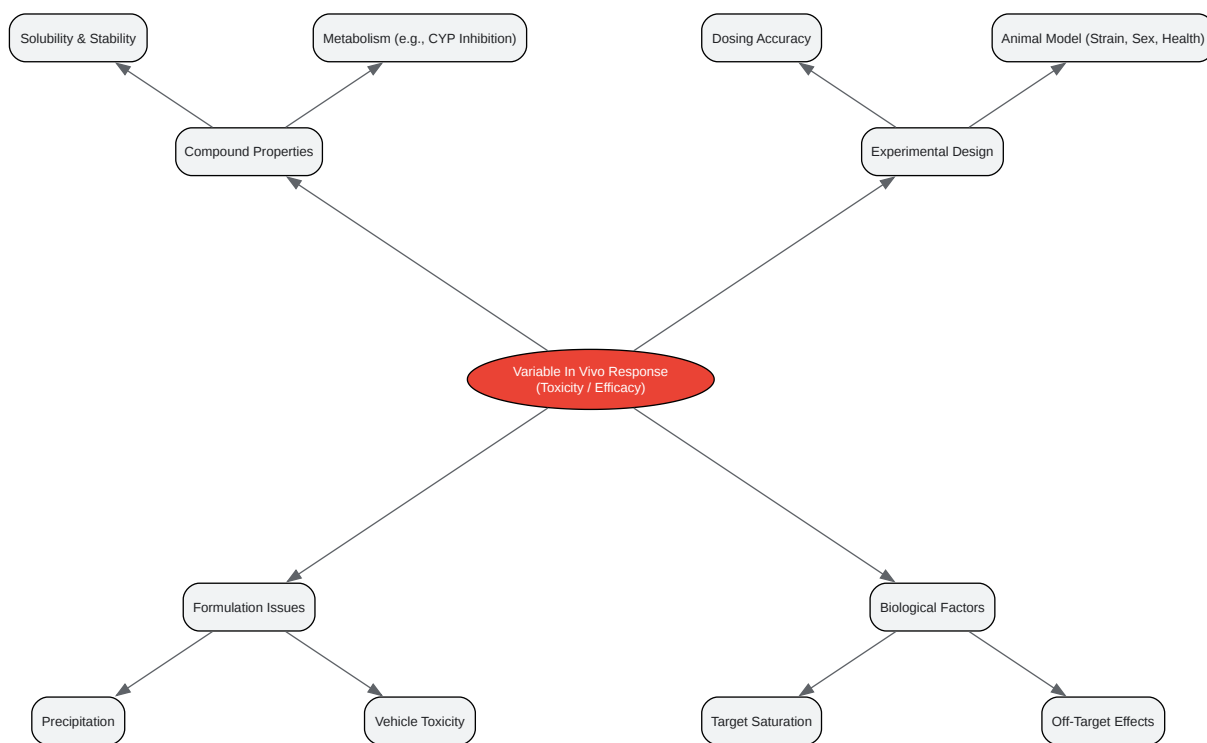 Solubility & Stability
Metabolism (e.g., CYP Inhibition)
Dosing Accuracy
Animal Model (Strain, Sex, Health)
Compound Properties
Experimental Design
Variable In Vivo Response
(Toxicity / Efficacy)
Formulation Issues
Biological Factors
Precipitation
Vehicle Toxicity
Target Saturation
Off-Target Effects